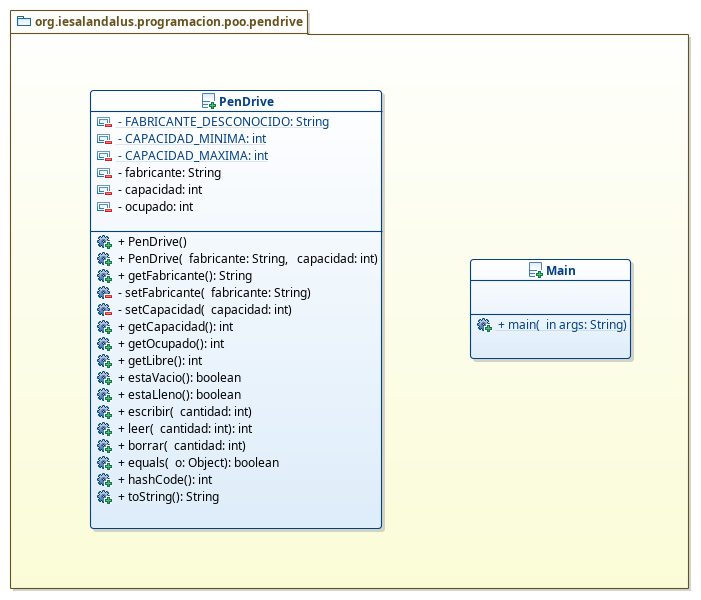 org.iesalandalus.programacion.poo.pendrive
PenDrive
- FABRICANTE_DESCONOCIDO: String
- CAPACIDAD_MINIMA: int
- CAPACIDAD_MAXIMA: int
- fabricante: String
- capacidad: int
- ocupado: int
+ PenDrive()
+ PenDrive( fabricante: String, capacidad: int)
+ getFabricante(): String
- setFabricante( fabricante: String)
- setCapacidad( capacidad: int)
+ getCapacidad(): int
+ getOcupado(): int
+ getLibre(): int
+ estaVacio(): boolean
+ estaLleno(): boolean
+ escribir( cantidad: int)
+ leer( cantidad: int): int
+ borrar( cantidad: int)
+ equals( o: Object): boolean
+ hashCode(): int
+ toString(): String
Main
+ main( in args: String)